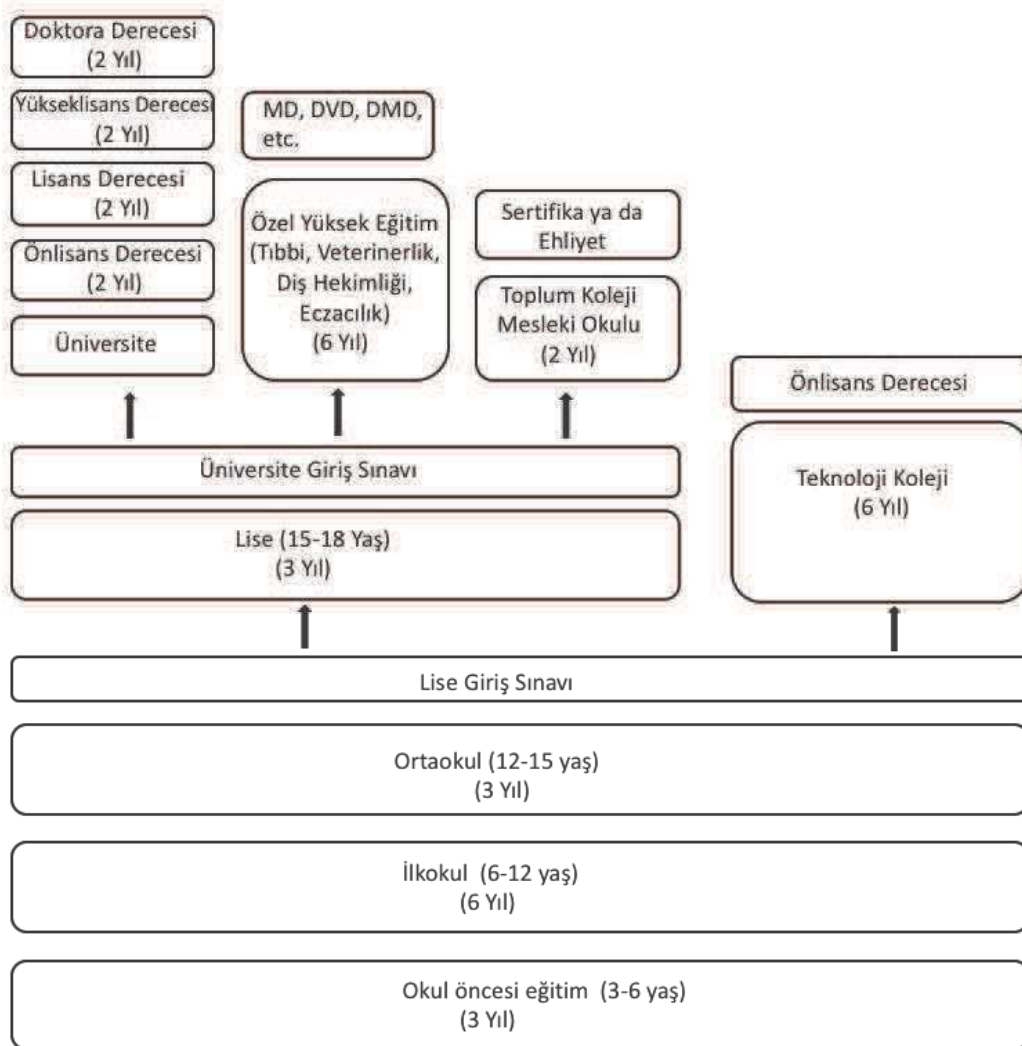 Doktora Derecesi
(2 Yıl)
Yükseklisans Derecesi
(2 Yıl)
Lisans Derecesi
(2 Yıl)
Önlisans Derecesi
(2 Yıl)
Üniversite
MD, DVD, DMD,
etc.
Özel Yüksek Eğitim
(Tıbbi, Veterinerlik,
Diş Hekimliği,
Eczacılık)
(6 Yıl)
Sertifika ya da
Ehliyet
Toplum Koleji
Mesleki Okulu
(2 Yıl)
Önlisans Derecesi
Teknoloji Koleji
(6 Yıl)
Üniversite Giriş Sınavı
Lise (15-18 Yaş)
(3 Yıl)
Lise Giriş Sınavı
Ortaokul (12-15 yaş)
(3 Yıl)
İlkokul (6-12 yaş)
(6 Yıl)
Okul öncesi eğitim (3-6 yaş)
(3 Yıl)